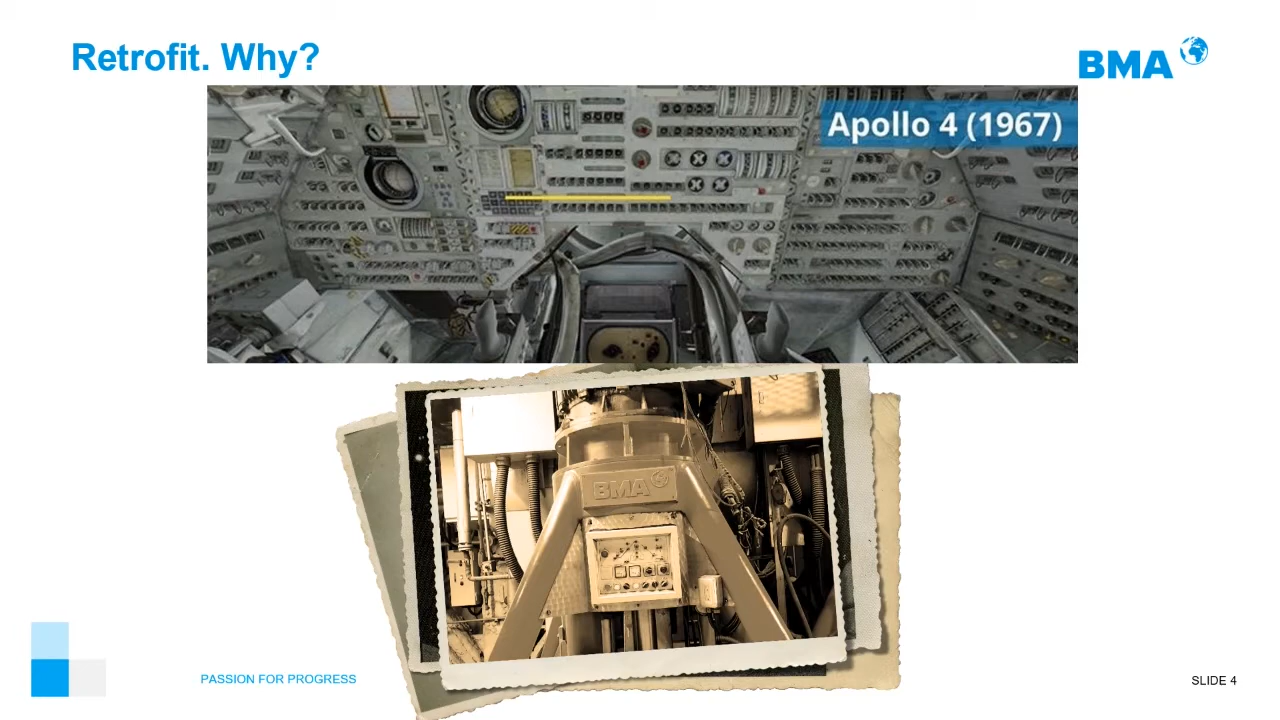 Retrofit. Why?
BMA
Apollo 4 (1967)
BMA
PASSION FOR PROGRESS
SLIDE 4